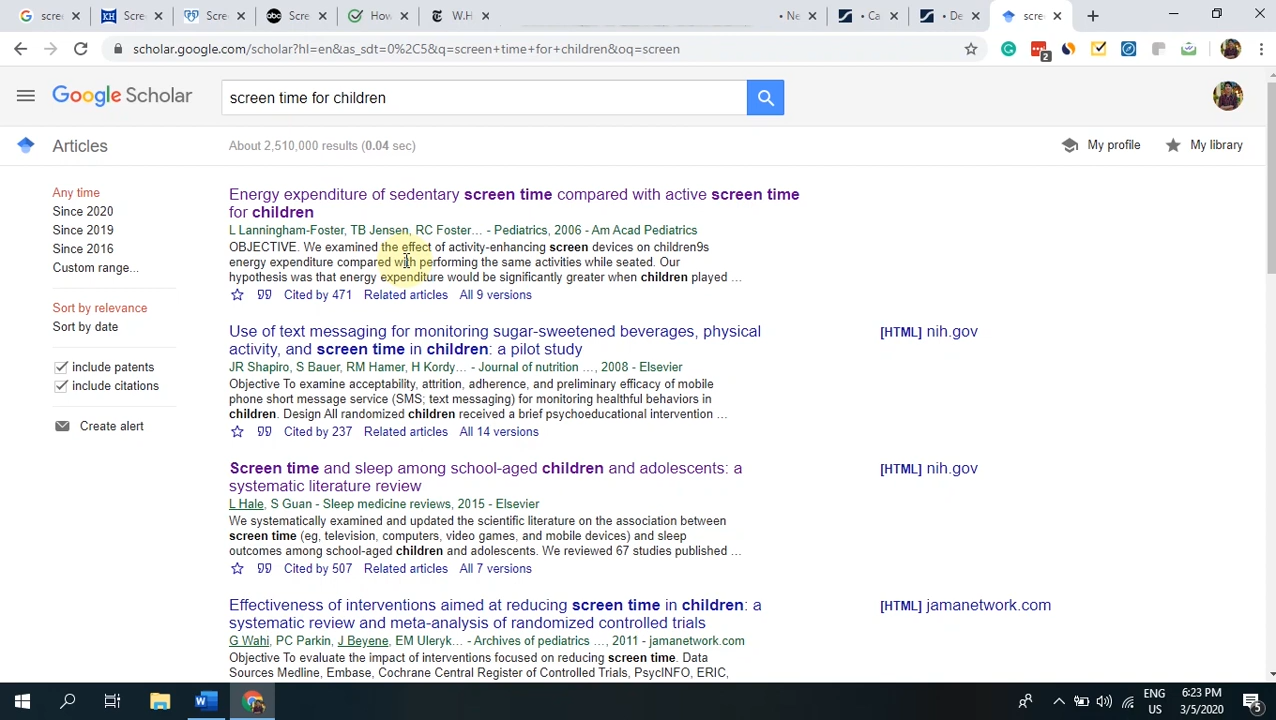 scree
Scree
Scree
abc
Scree
How
W.H
Ne
Ca
De
scree
scholar.google.com/scholar?hl=en&as_sdt=0%2C5&q=screen+time+for+children&oq=screen
2
Google Scholar
screen time for children
Articles
About 2,510,000 results (0.04 sec)
My profile
My library
Any time
Since 2020
Since 2019
Since 2016
Custom range...
Sort by relevance
Sort by date
include patents
include citations
Create alert
Energy expenditure of sedentary screen time compared with active screen time
for children
L Lanningham-Foster, TB Jensen, RC Foster... - Pediatrics, 2006 - Am Acad Pediatrics
OBJECTIVE. We examined the effect of activity-enhancing screen devices on children9s
energy expenditure compared with performing the same activities while seated. Our
hypothesis was that energy expenditure would be significantly greater when children played ...
Cited by 471 Related articles All 9 versions
Use of text messaging for monitoring sugar-sweetened beverages, physical
activity, and screen time in children: a pilot study
[HTML] nih.gov
JR Shapiro, S Bauer, RM Hamer, H Kordy... - Journal of nutrition ..., 2008 - Elsevier
Objective To examine acceptability, attrition, adherence, and preliminary efficacy of mobile
phone short message service (SMS; text messaging) for monitoring healthful behaviors in
children. Design All randomized children received a brief psychoeducational intervention ...
Cited by 237 Related articles All 14 versions
Screen time and sleep among school-aged children and adolescents: a
systematic literature review
[HTML] nih.gov
L Hale, S Guan - Sleep medicine reviews, 2015 - Elsevier
We systematically examined and updated the scientific literature on the association between
screen time (eg, television, computers, video games, and mobile devices) and sleep
outcomes among school-aged children and adolescents. We reviewed 67 studies published ...
Cited by 507 Related articles All 7 versions
Effectiveness of interventions aimed at reducing screen time in children: a
systematic review and meta-analysis of randomized controlled trials
[HTML] jamanetwork.com
G Wahi, PC Parkin, J Beyene, EM Uleryk... - Archives of pediatrics ..., 2011 - jamanetwork.com
Objective To evaluate the impact of interventions focused on reducing screen time. Data
Sources Medline, Embase, Cochrane Central Register of Controlled Trials, PsycINFO, ERIC,
ENG
US
6:23 PM
3/5/2020
5